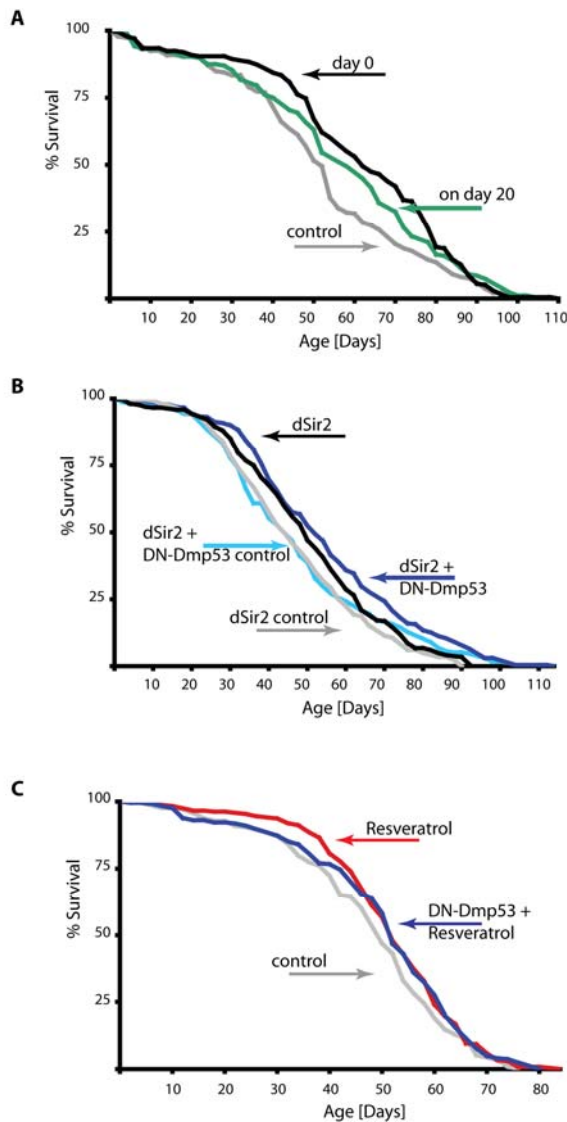 A
100
75
50
25
% Survival
day 0
on day 20
control
10 20 30 40 50 60 70 80 90 100 110
Age [Days]
B
100
75
50
25
% Survival
dSir2
dSir2 +
DN-Dmp53 control
dSir2 +
DN-Dmp53
dSir2 control
10 20 30 40 50 60 70 80 90 100 110
Age [Days]
C
100
75
50
25
% Survival
Resveratrol
DN-Dmp53 +
Resveratrol
control
10 20 30 40 50 60 70 80
Age [Days]